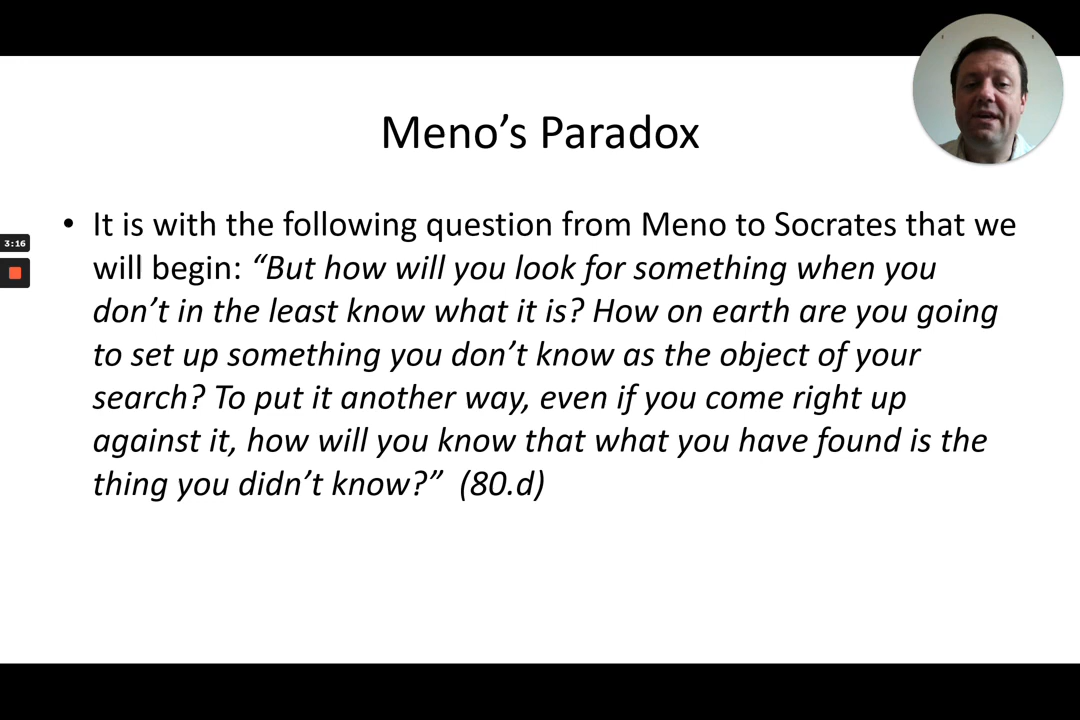 Meno’s Paradox
• It is with the following question from Meno to Socrates that we
will begin: “But how will you look for something when you
don’t in the least know what it is? How on earth are you going
to set up something you don’t know as the object of your
search? To put it another way, even if you come right up
against it, how will you know that what you have found is the
thing you didn’t know?” (80.d)
3:16